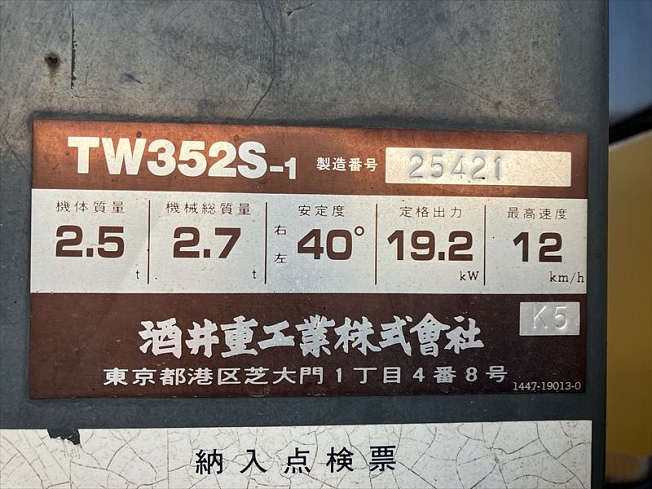 TW352S-1 製造番号 25421
機体質量 機械総質量 安定度 定格出力 最高速度
2.5 t 2.7 t 右左 40° 19.2 kW 12 km/h
K5
酒井重工業株式會社
東京都港区芝大門1丁目4番8号 1447-19013-0
納入点検票